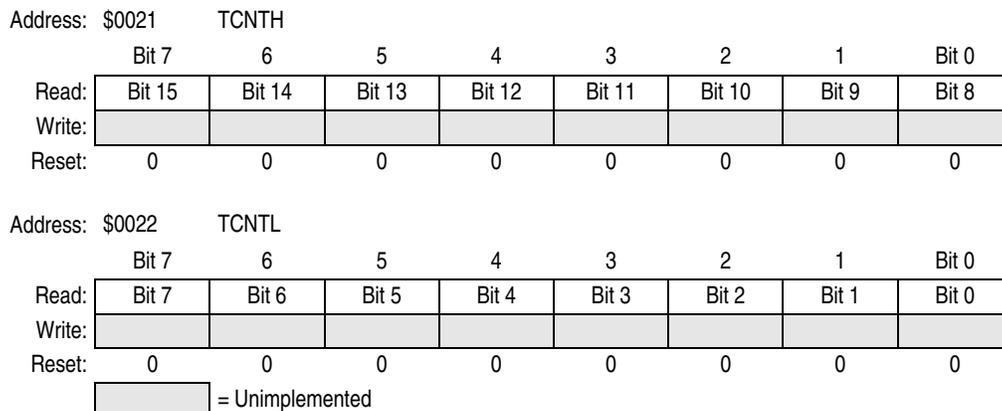 Address: $0021 TCNTH
Bit 7 6 5 4 3 2 1 Bit 0
Read: Bit 15 Bit 14 Bit 13 Bit 12 Bit 11 Bit 10 Bit 9 Bit 8
Write:
Reset: 0 0 0 0 0 0 0 0
Address: $0022 TCNTL
Bit 7 6 5 4 3 2 1 Bit 0
Read: Bit 7 Bit 6 Bit 5 Bit 4 Bit 3 Bit 2 Bit 1 Bit 0
Write:
Reset: 0 0 0 0 0 0 0 0
= Unimplemented